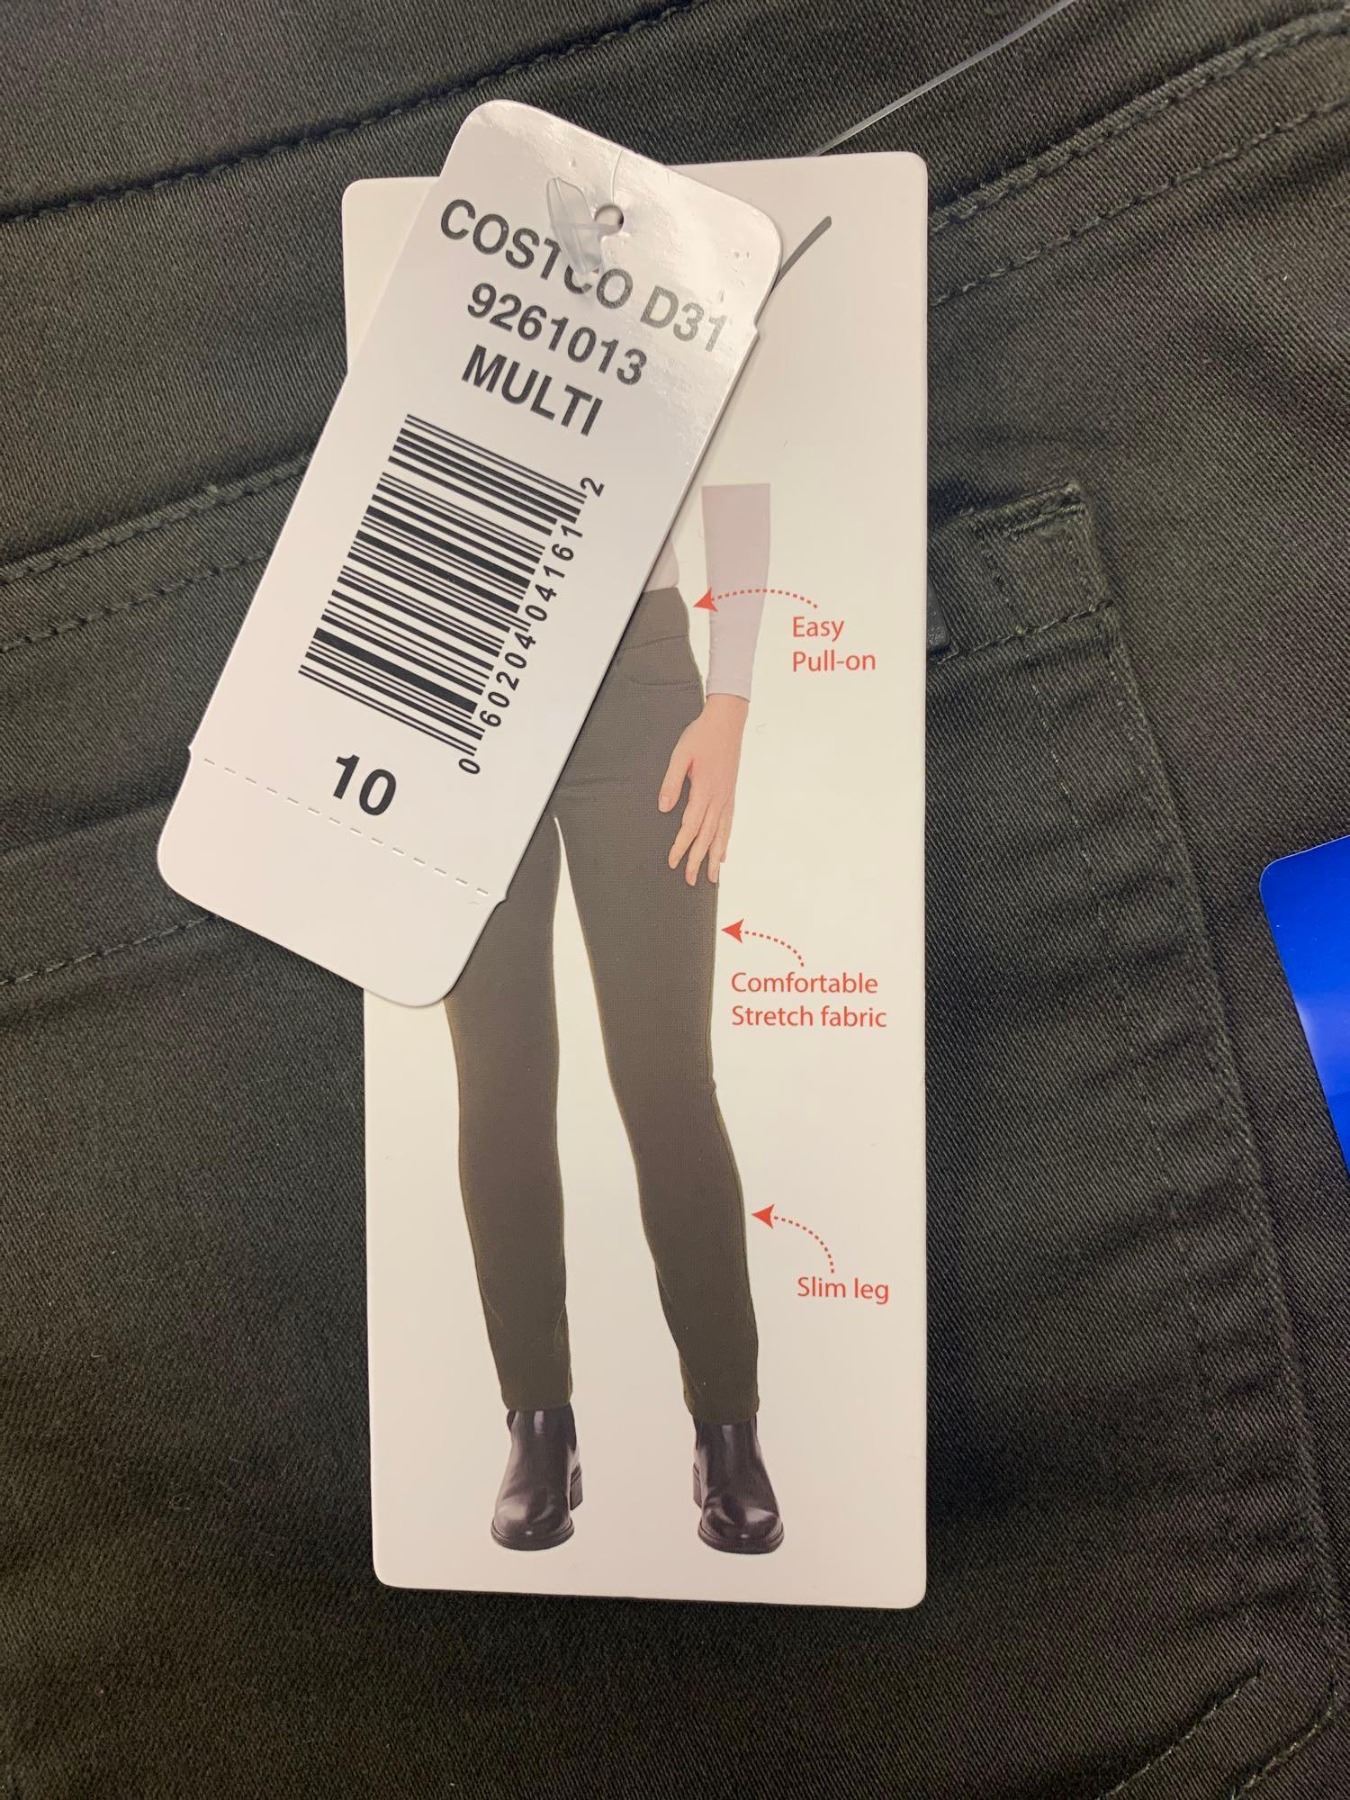 COSTCO D31
9261013
MULTI
0 60204 04161 2
10
Easy
Pull-on
Comfortable
Stretch fabric
Slim leg